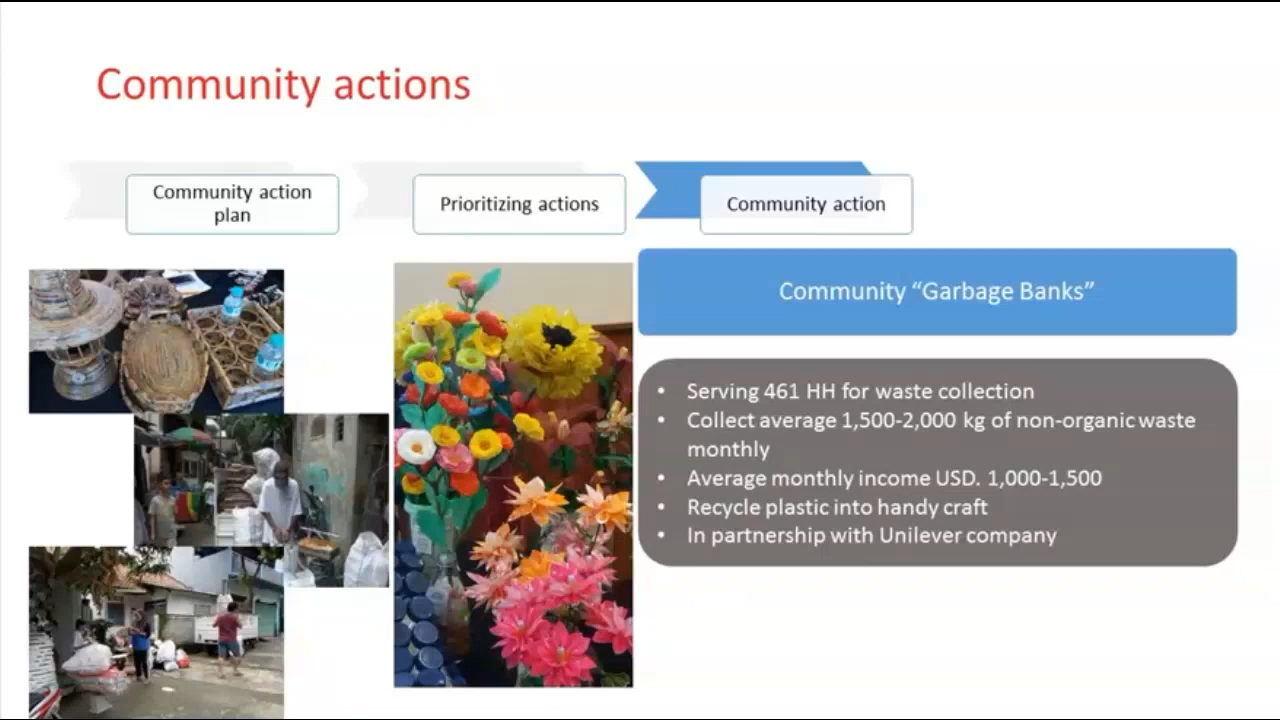 Community actions
Community action
plan
Prioritizing actions
Community action
Community “Garbage Banks”
• Serving 461 HH for waste collection
• Collect average 1,500-2,000 kg of non-organic waste
monthly
• Average monthly income USD. 1,000-1,500
• Recycle plastic into handy craft
• In partnership with Unilever company